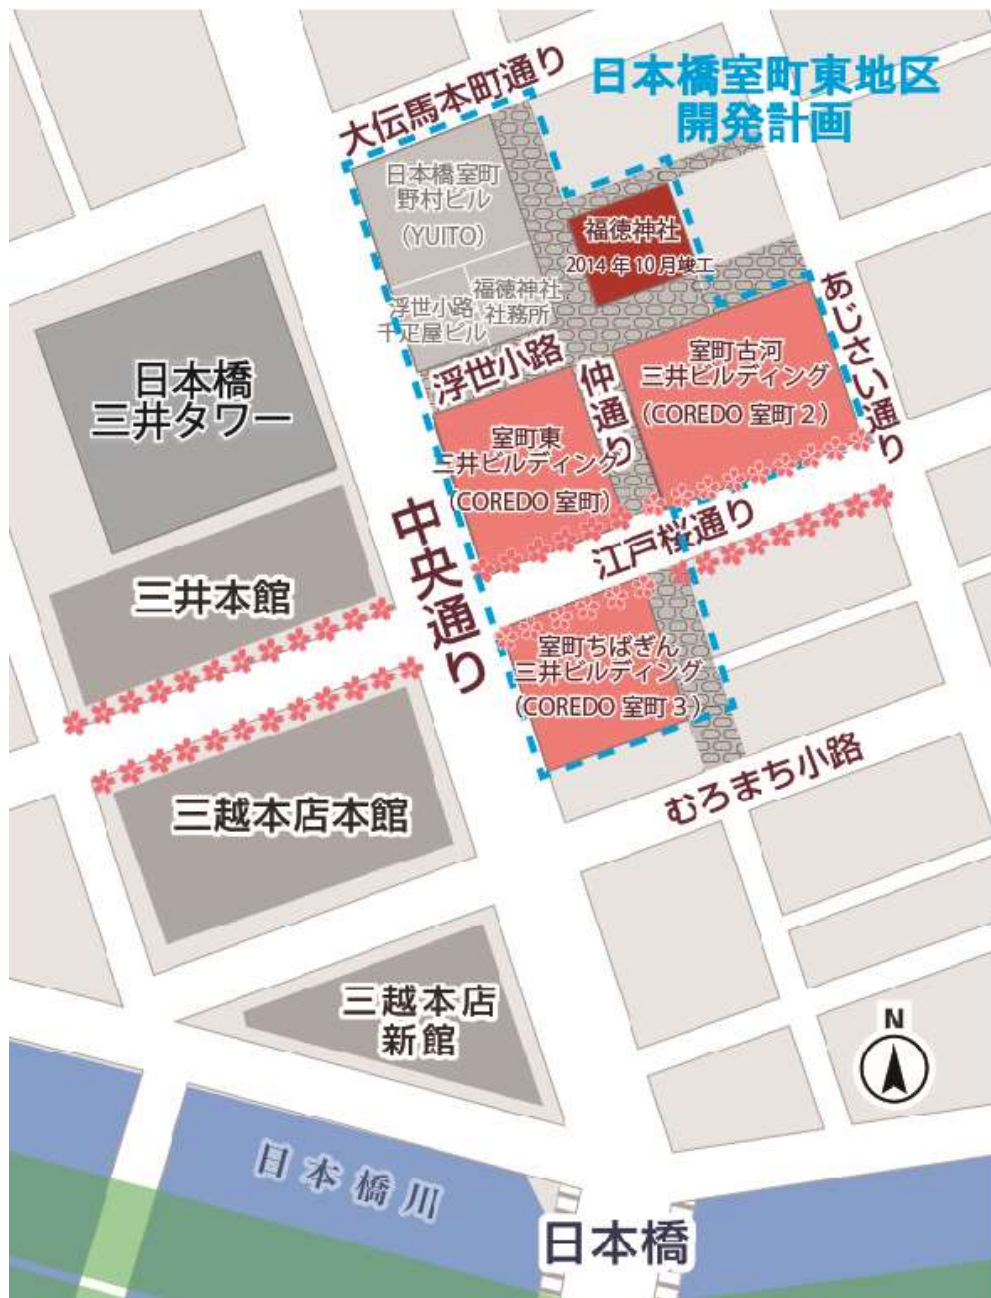 大伝馬本町通り
日本橋室町東地区
開発計画
日本橋室町
野村ビル
(YUITO)
福徳神社
2014年10月竣工
福徳神社
社務所
浮世小路
千疋屋ビル
浮世小路
仲通り
あじさい通り
室町古河
三井ビルディング
(COREDO 室町2)
室町東
三井ビルディング
(COREDO 室町)
日本橋
三井タワー
中央通り
江戸桜通り
三井本館
室町ちばぎん
三井ビルディング
(COREDO 室町3)
むろまち小路
三越本店本館
三越本店
新館
N
日本橋川
日本橋